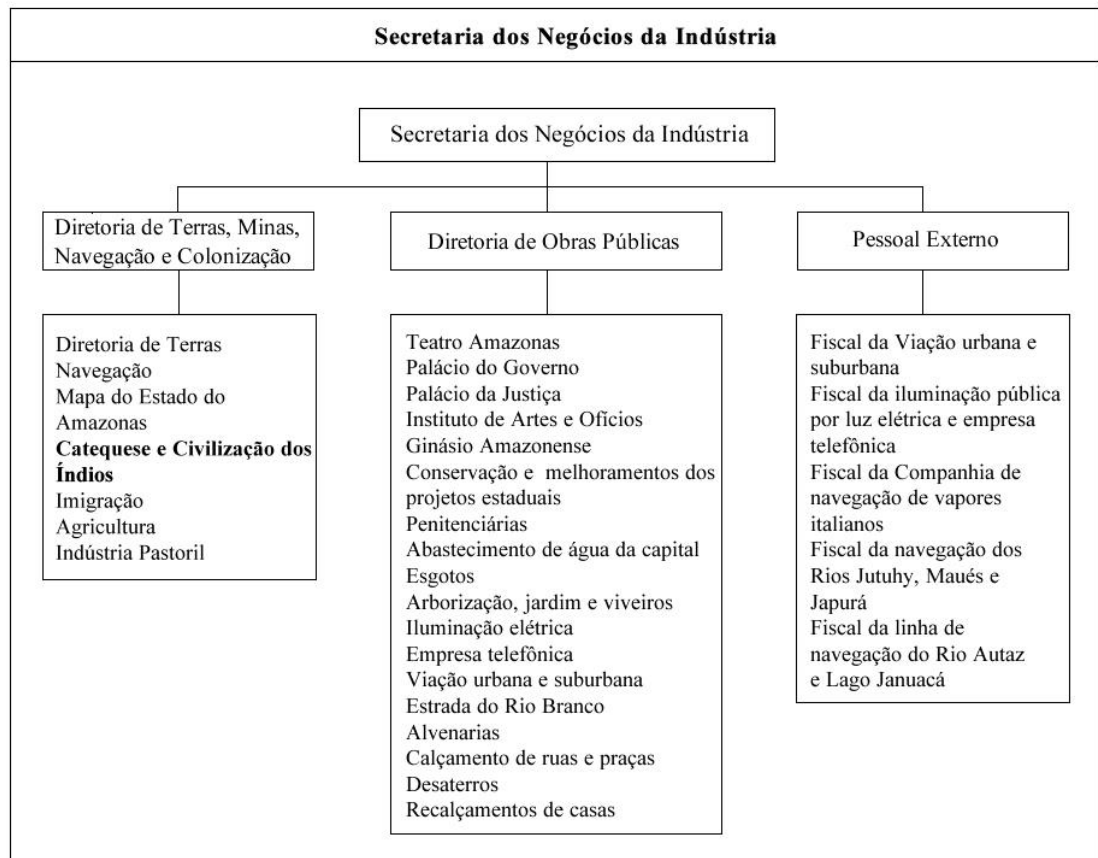 Secretaria dos Negócios da Indústria
Secretaria dos Negócios da Indústria
Diretoria de Terras, Minas,
Navegação e Colonização
Diretoria de Obras Públicas
Pessoal Externo
Diretoria de Terras
Navegação
Mapa do Estado do
Amazonas
Catequese e Civilização dos
Índios
Imigração
Agricultura
Indústria Pastoril
Teatro Amazonas
Palácio do Governo
Palácio da Justiça
Instituto de Artes e Ofícios
Ginásio Amazonense
Conservação e melhoramentos dos
projetos estaduais
Penitenciárias
Abastecimento de água da capital
Esgotos
Arborização, jardim e viveiros
Iluminação elétrica
Empresa telefônica
Viação urbana e suburbana
Estrada do Rio Branco
Alvenarias
Calçamento de ruas e praças
Desaterros
Recalçamentos de casas
Fiscal da Viação urbana e
suburbana
Fiscal da iluminação pública
por luz elétrica e empresa
telefônica
Fiscal da Companhia de
navegação de vapores
italianos
Fiscal da navegação dos
Rios Jutuhy, Maués e
Japurá
Fiscal da linha de
navegação do Rio Autaz
e Lago Januacá